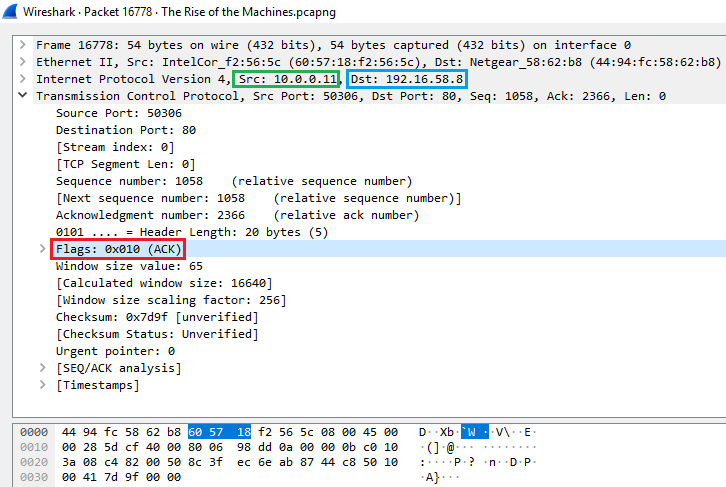 Wireshark · Packet 16778 · The Rise of the Machines.pcapng
Frame 16778: 54 bytes on wire (432 bits), 54 bytes captured (432 bits) on interface 0
Ethernet II, Src: IntelCor_f2:56:5c (60:57:18:f2:56:5c), Dst: Netgear_58:62:b8 (44:94:fc:58:62:b8)
Internet Protocol Version 4, Src: 10.0.0.11, Dst: 192.16.58.8
Transmission Control Protocol, Src Port: 50306, Dst Port: 80, Seq: 1058, Ack: 2366, Len: 0
Source Port: 50306
Destination Port: 80
[Stream index: 0]
[TCP Segment Len: 0]
Sequence number: 1058    (relative sequence number)
[Next sequence number: 1058    (relative sequence number)]
Acknowledgment number: 2366    (relative ack number)
0101 .... = Header Length: 20 bytes (5)
Flags: 0x010 (ACK)
Window size value: 65
[Calculated window size: 16640]
[Window size scaling factor: 256]
Checksum: 0x7d9f [unverified]
[Checksum Status: Unverified]
Urgent pointer: 0
[SEQ/ACK analysis]
[Timestamps]
0000  44 94 fc 58 62 b8 60 57 18 f2 56 5c 08 00 45 00  D··Xb·`W ··V\··E·
0010  00 28 5d cf 40 00 80 06 98 dd 0a 00 00 0b c0 10  ·(]·@··· ········
0020  3a 08 c4 82 00 50 8c 3f ec 6e ab 87 44 c8 50 10  :····P·? ·n··D·P·
0030  00 41 7d 9f 00 00  ·A}···